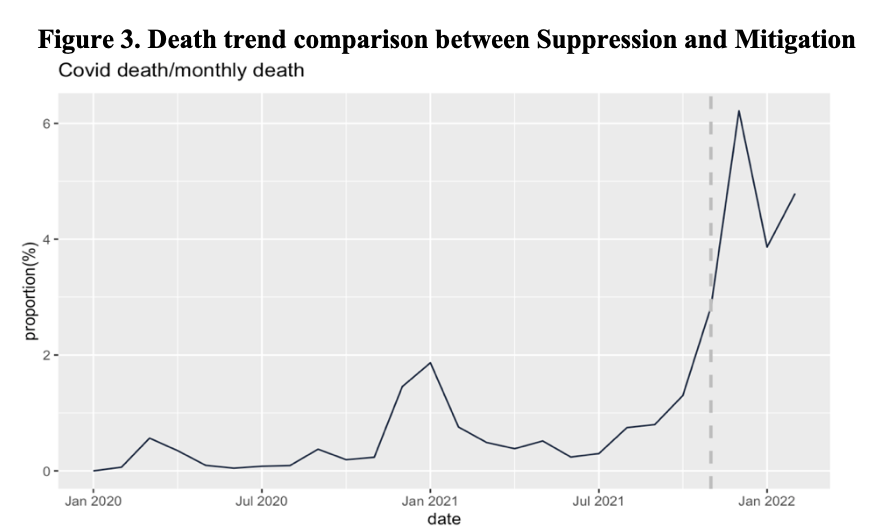 Figure 3. Death trend comparison between Suppression and Mitigation
Covid death/monthly death
proportion(%)
6
4
2
0
Jan 2020 Jul 2020 Jan 2021 Jul 2021 Jan 2022
date